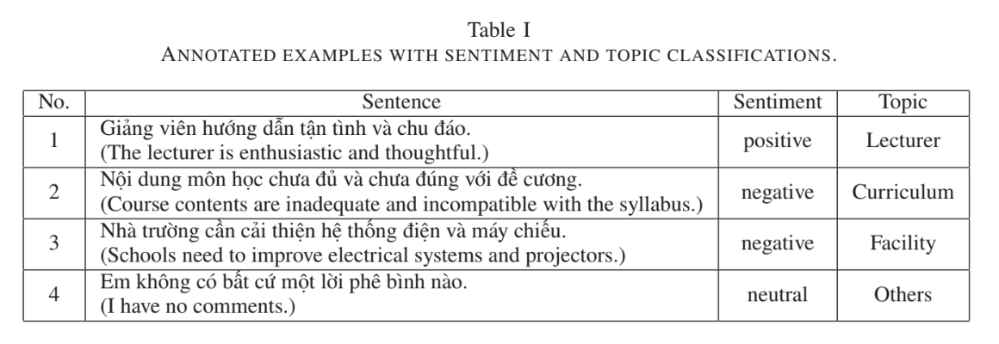 Table I
ANNOTATED EXAMPLES WITH SENTIMENT AND TOPIC CLASSIFICATIONS.
No. Sentence Sentiment Topic
1 Giảng viên hướng dẫn tận tình và chu đáo. positive Lecturer
(The lecturer is enthusiastic and thoughtful.)
2 Nội dung môn học chưa đủ và chưa đúng với đề cương. negative Curriculum
(Course contents are inadequate and incompatible with the syllabus.)
3 Nhà trường cần cải thiện hệ thống điện và máy chiếu. negative Facility
(Schools need to improve electrical systems and projectors.)
4 Em không có bất cứ một lời phê bình nào. neutral Others
(I have no comments.)